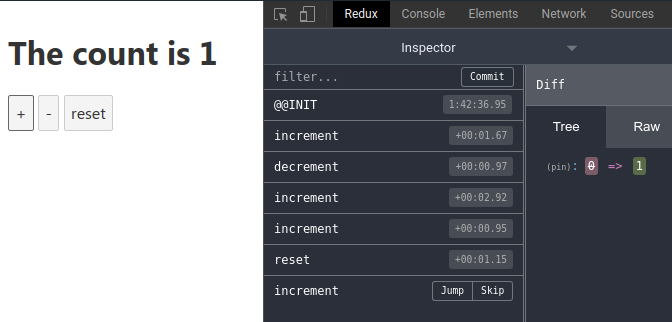 The count is 1
+ - reset
Redux Console Elements Network Sources
Inspector
filter... Commit
@@INIT 1:42:36.95
increment +00:01.67
decrement +00:00.97
increment +00:02.92
increment +00:00.95
reset +00:01.15
increment Jump Skip
Diff
Tree Raw
(pin): 0 => 1